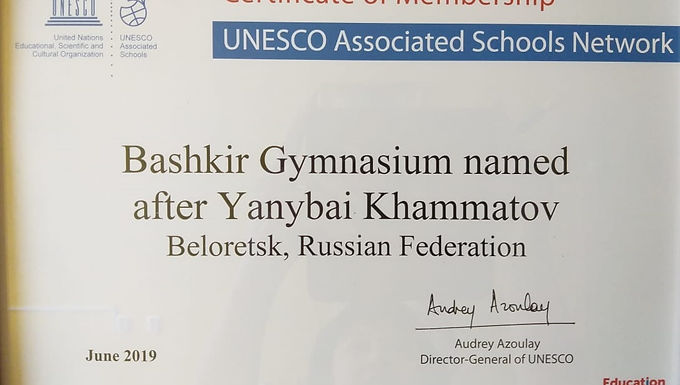 Certificate of Membership
UNESCO
United Nations
Educational, Scientific and
Cultural Organization
UNESCO
Associated
Schools
UNESCO Associated Schools Network
Bashkir Gymnasium named
after Yanybai Khammatov
Beloretsk, Russian Federation
Audrey Azoulay
Audrey Azoulay
Director-General of UNESCO
June 2019
Education